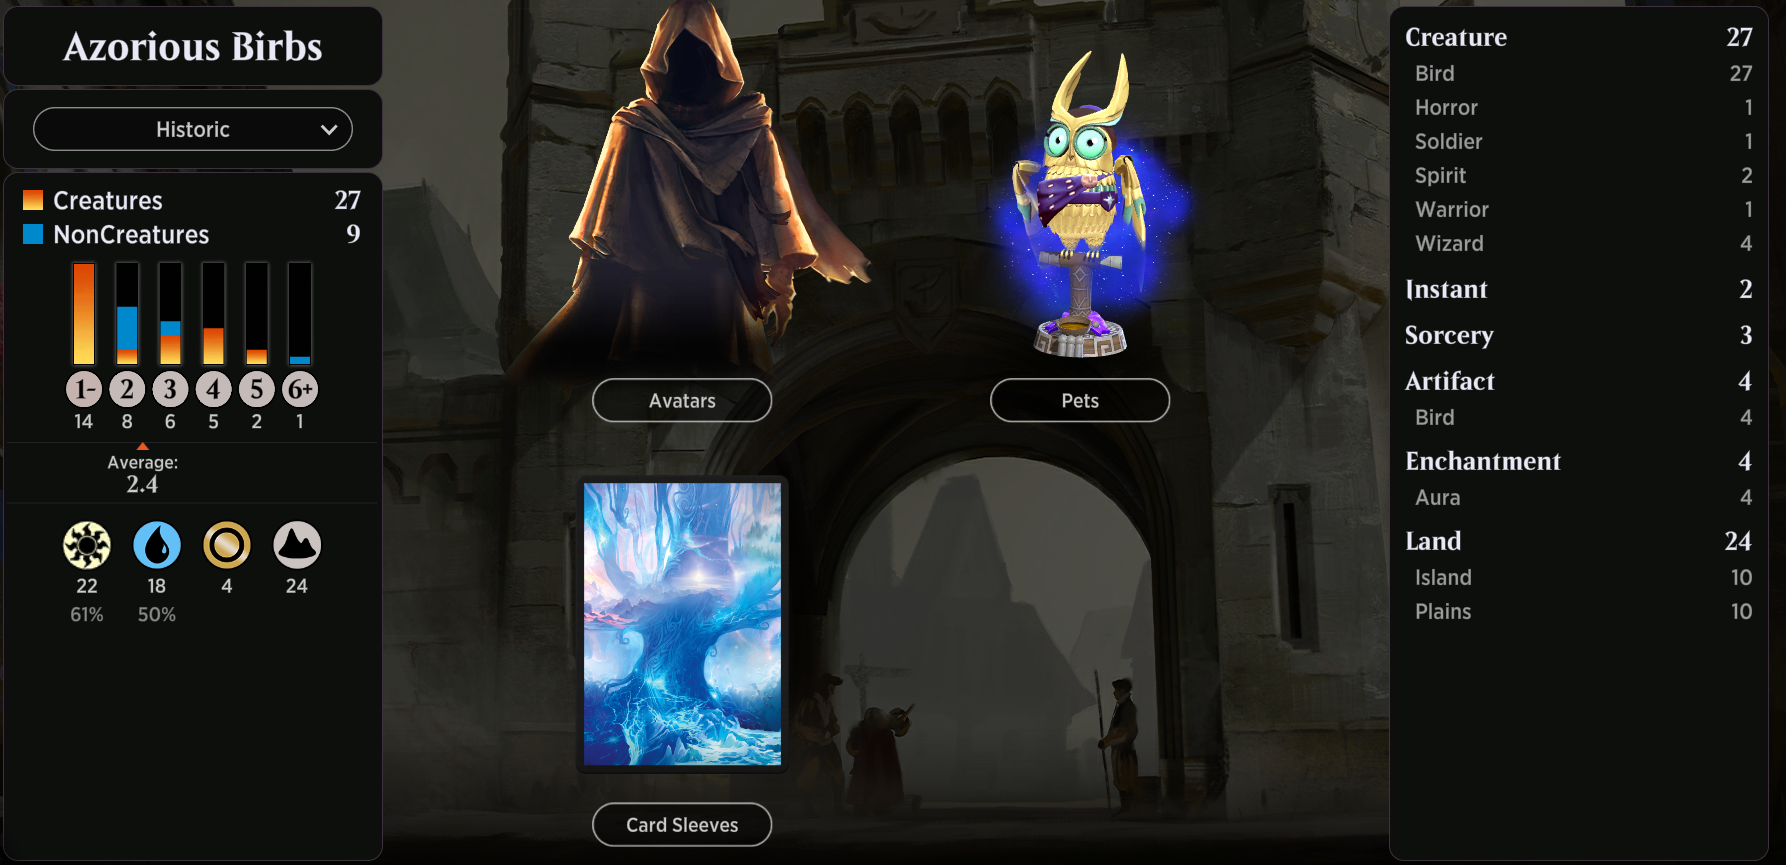 Azorious Birbs
Historic
Creatures 27
NonCreatures 9
1- 2 3 4 5 6+
14 8 6 5 2 1
Average:
2.4
22 18 4 24
61% 50%
Avatars
Pets
Card Sleeves
Creature 27
Bird 27
Horror 1
Soldier 1
Spirit 2
Warrior 1
Wizard 4
Instant 2
Sorcery 3
Artifact 4
Bird 4
Enchantment 4
Aura 4
Land 24
Island 10
Plains 10